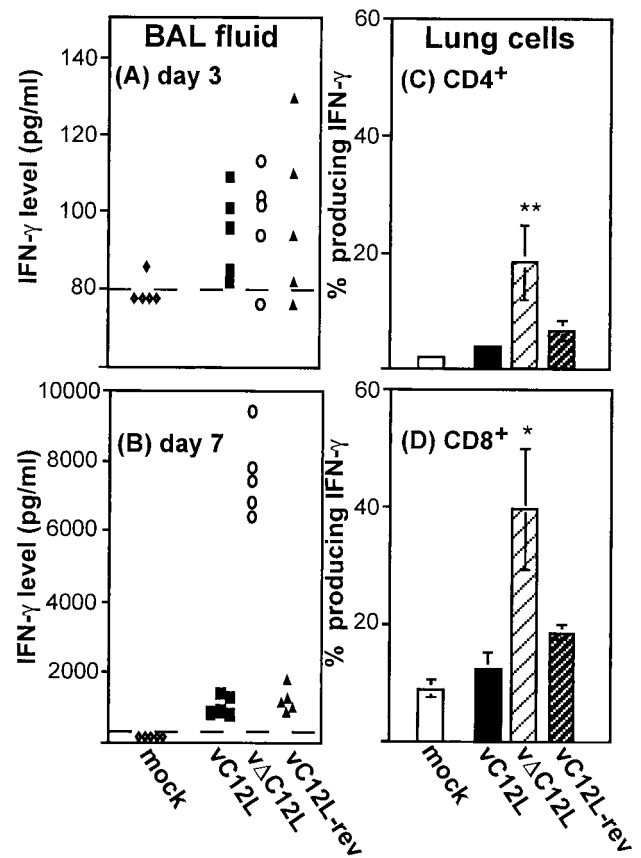 BAL fluid
Lung cells
(A) day 3
IFN-γ level (pg/ml)
140
120
100
80
(C) CD4+
% producing IFN-γ
60
40
20
**
(B) day 7
IFN-γ level (pg/ml)
10000
8000
6000
4000
2000
(D) CD8+
% producing IFN-γ
60
40
20
*
mock
vC12L
vΔC12L
vC12L-rev
mock
vC12L
vΔC12L
vC12L-rev